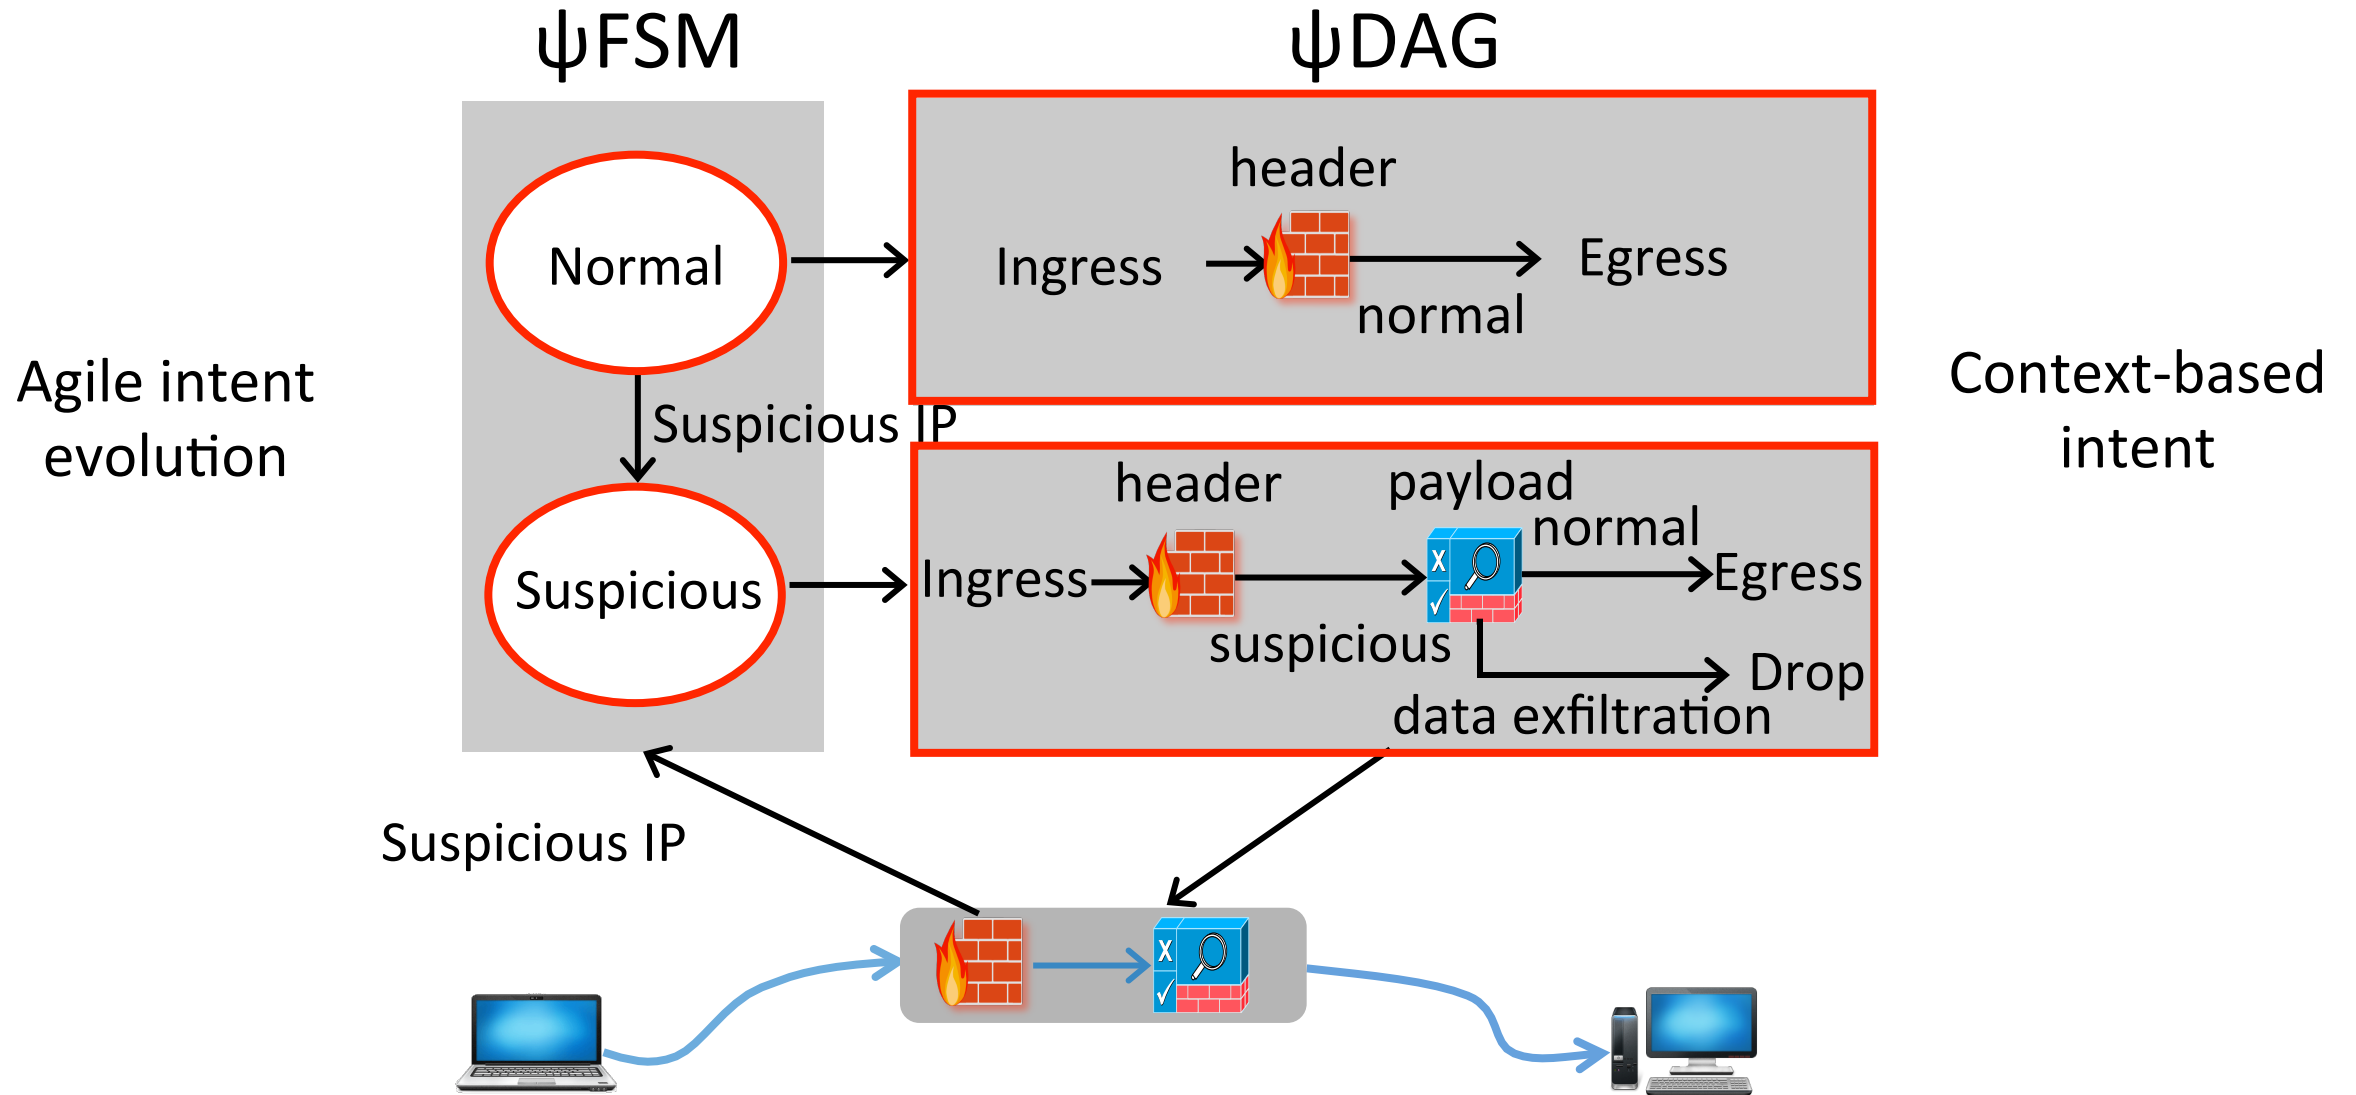 ψFSM
ψDAG
Agile intent
evolution
Normal
Suspicious IP
Suspicious
header
Ingress
normal
Egress
header
payload
normal
Ingress
suspicious
Egress
Drop
data exfiltration
Context-based
intent
Suspicious IP
X
✓
X
✓